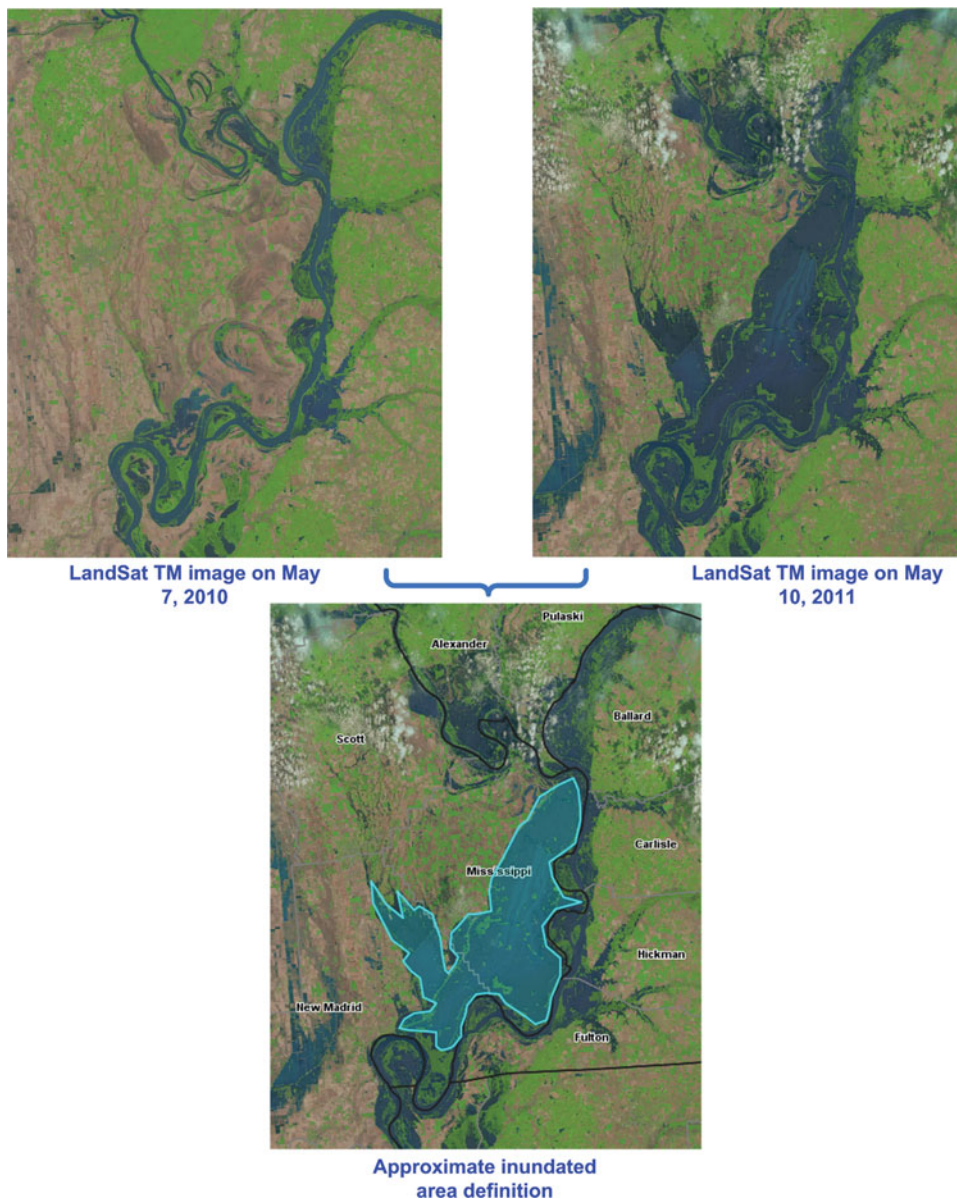 LandSat TM image on May
7, 2010
LandSat TM image on May
10, 2011
Pulaski
Alexander
Ballard
Scott
Carlisle
Mississippi
Hickman
New Madrid
Fulton
Approximate inundated
area definition